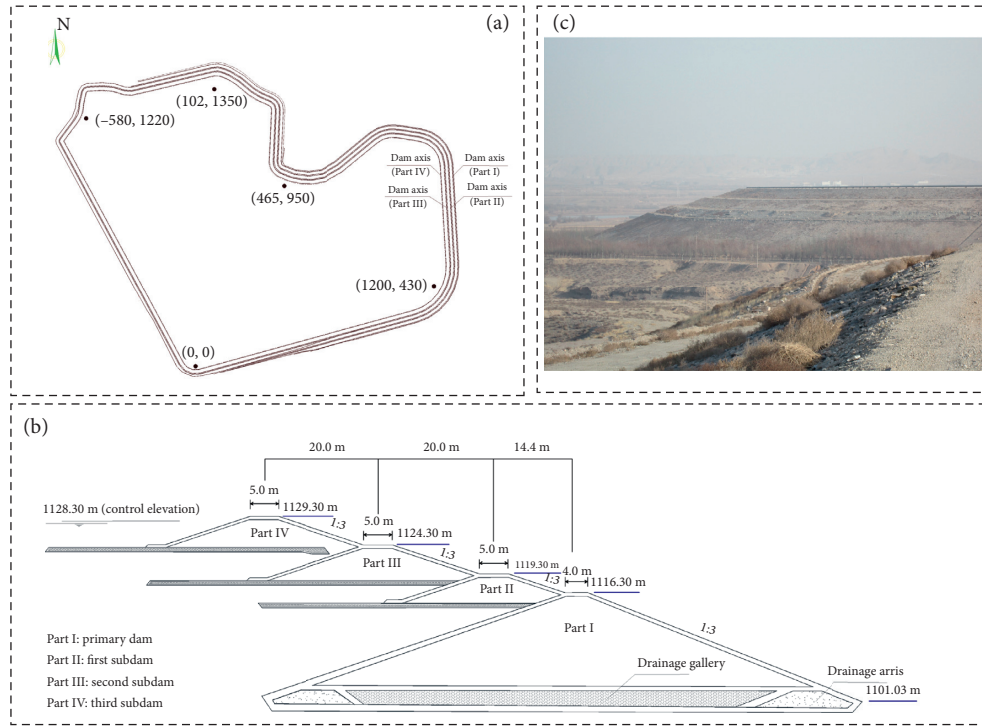 (a)
N
(102, 1350)
(–580, 1220)
(465, 950)
Dam axis
(Part IV)
Dam axis
(Part I)
Dam axis
(Part III)
Dam axis
(Part II)
(1200, 430)
(0, 0)
(c)
(b)
20.0 m
20.0 m
14.4 m
1128.30 m (control elevation)
5.0 m
1129.30 m
1:3
Part IV
5.0 m
1124.30 m
1:3
Part III
5.0 m
1119.30 m
1:3
Part II
4.0 m
1116.30 m
Part I
1:3
Part I: primary dam
Part II: first subdam
Part III: second subdam
Part IV: third subdam
Drainage gallery
Drainage arris
1101.03 m